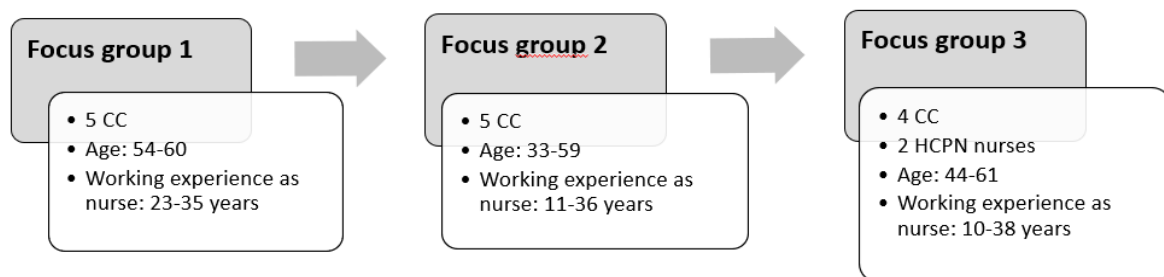 Focus group 1
• 5 CC
• Age: 54-60
• Working experience as
nurse: 23-35 years
Focus group 2
• 5 CC
• Age: 33-59
• Working experience as
nurse: 11-36 years
Focus group 3
• 4 CC
• 2 HCPN nurses
• Age: 44-61
• Working experience as
nurse: 10-38 years